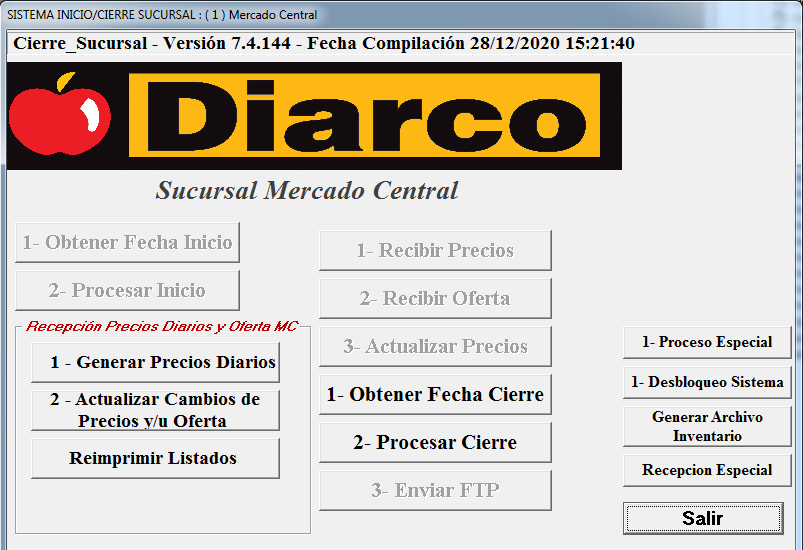 SISTEMA INICIO/CIERRE SUCURSAL : ( 1 ) Mercado Central
Cierre_Sucursal - Versión 7.4.144 - Fecha Compilación 28/12/2020 15:21:40
Diarco
Sucursal Mercado Central
1- Obtener Fecha Inicio
2- Procesar Inicio
Recepción Precios Diarios y Oferta MC
1 - Generar Precios Diarios
2 - Actualizar Cambios de
Precios y/u Oferta
Reimprimir Listados
1- Recibir Precios
2- Recibir Oferta
3- Actualizar Precios
1- Obtener Fecha Cierre
2- Procesar Cierre
3- Enviar FTP
1- Proceso Especial
1- Desbloqueo Sistema
Generar Archivo
Inventario
Recepcion Especial
Salir